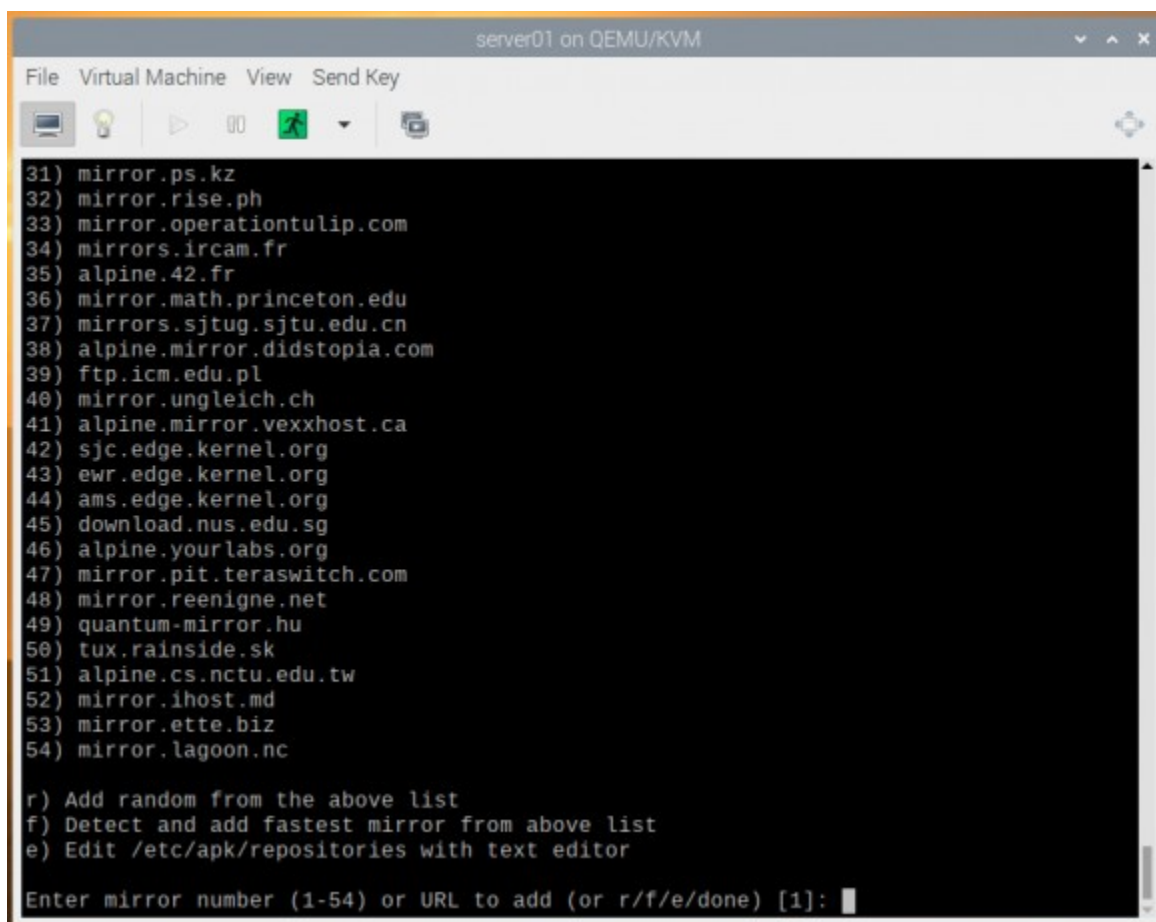 server01 on QEMU/KVM
File Virtual Machine View Send Key
31) mirror.ps.kz
32) mirror.rise.ph
33) mirror.operationtulip.com
34) mirrors.ircam.fr
35) alpine.42.fr
36) mirror.math.princeton.edu
37) mirrors.sjtug.sjtu.edu.cn
38) alpine.mirror.didstopia.com
39) ftp.icm.edu.pl
40) mirror.ungleich.ch
41) alpine.mirror.vexxhost.ca
42) sjc.edge.kernel.org
43) ewr.edge.kernel.org
44) ams.edge.kernel.org
45) download.nus.edu.sg
46) alpine.yourlabs.org
47) mirror.pit.teraswitch.com
48) mirror.reenigne.net
49) quantum-mirror.hu
50) tux.rainside.sk
51) alpine.cs.nctu.edu.tw
52) mirror.ihost.md
53) mirror.ette.biz
54) mirror.lagoon.nc
r) Add random from the above list
f) Detect and add fastest mirror from above list
e) Edit /etc/apk/repositories with text editor
Enter mirror number (1-54) or URL to add (or r/f/e/done) [1]: